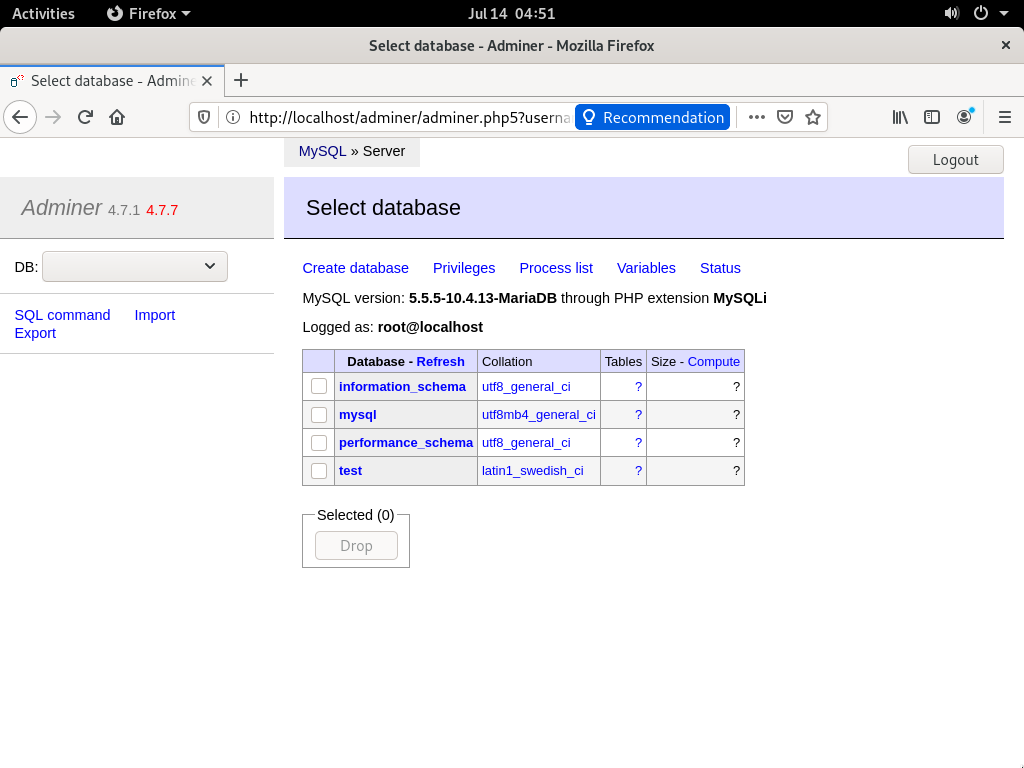 Activities Firefox Jul 14 04:51
Select database - Adminer - Mozilla Firefox
Select database - Admine
http://localhost/adminer/adminer.php5?userna Recommendation
MySQL » Server
Logout
Adminer 4.7.1 4.7.7
Select database
DB:
Create database Privileges Process list Variables Status
MySQL version: 5.5.5-10.4.13-MariaDB through PHP extension MySQLi
SQL command Import
Export
Logged as: root@localhost
Database - Refresh Collation Tables Size - Compute
information_schema utf8_general_ci ? ?
mysql utf8mb4_general_ci ? ?
performance_schema utf8_general_ci ? ?
test latin1_swedish_ci ? ?
Selected (0)
Drop